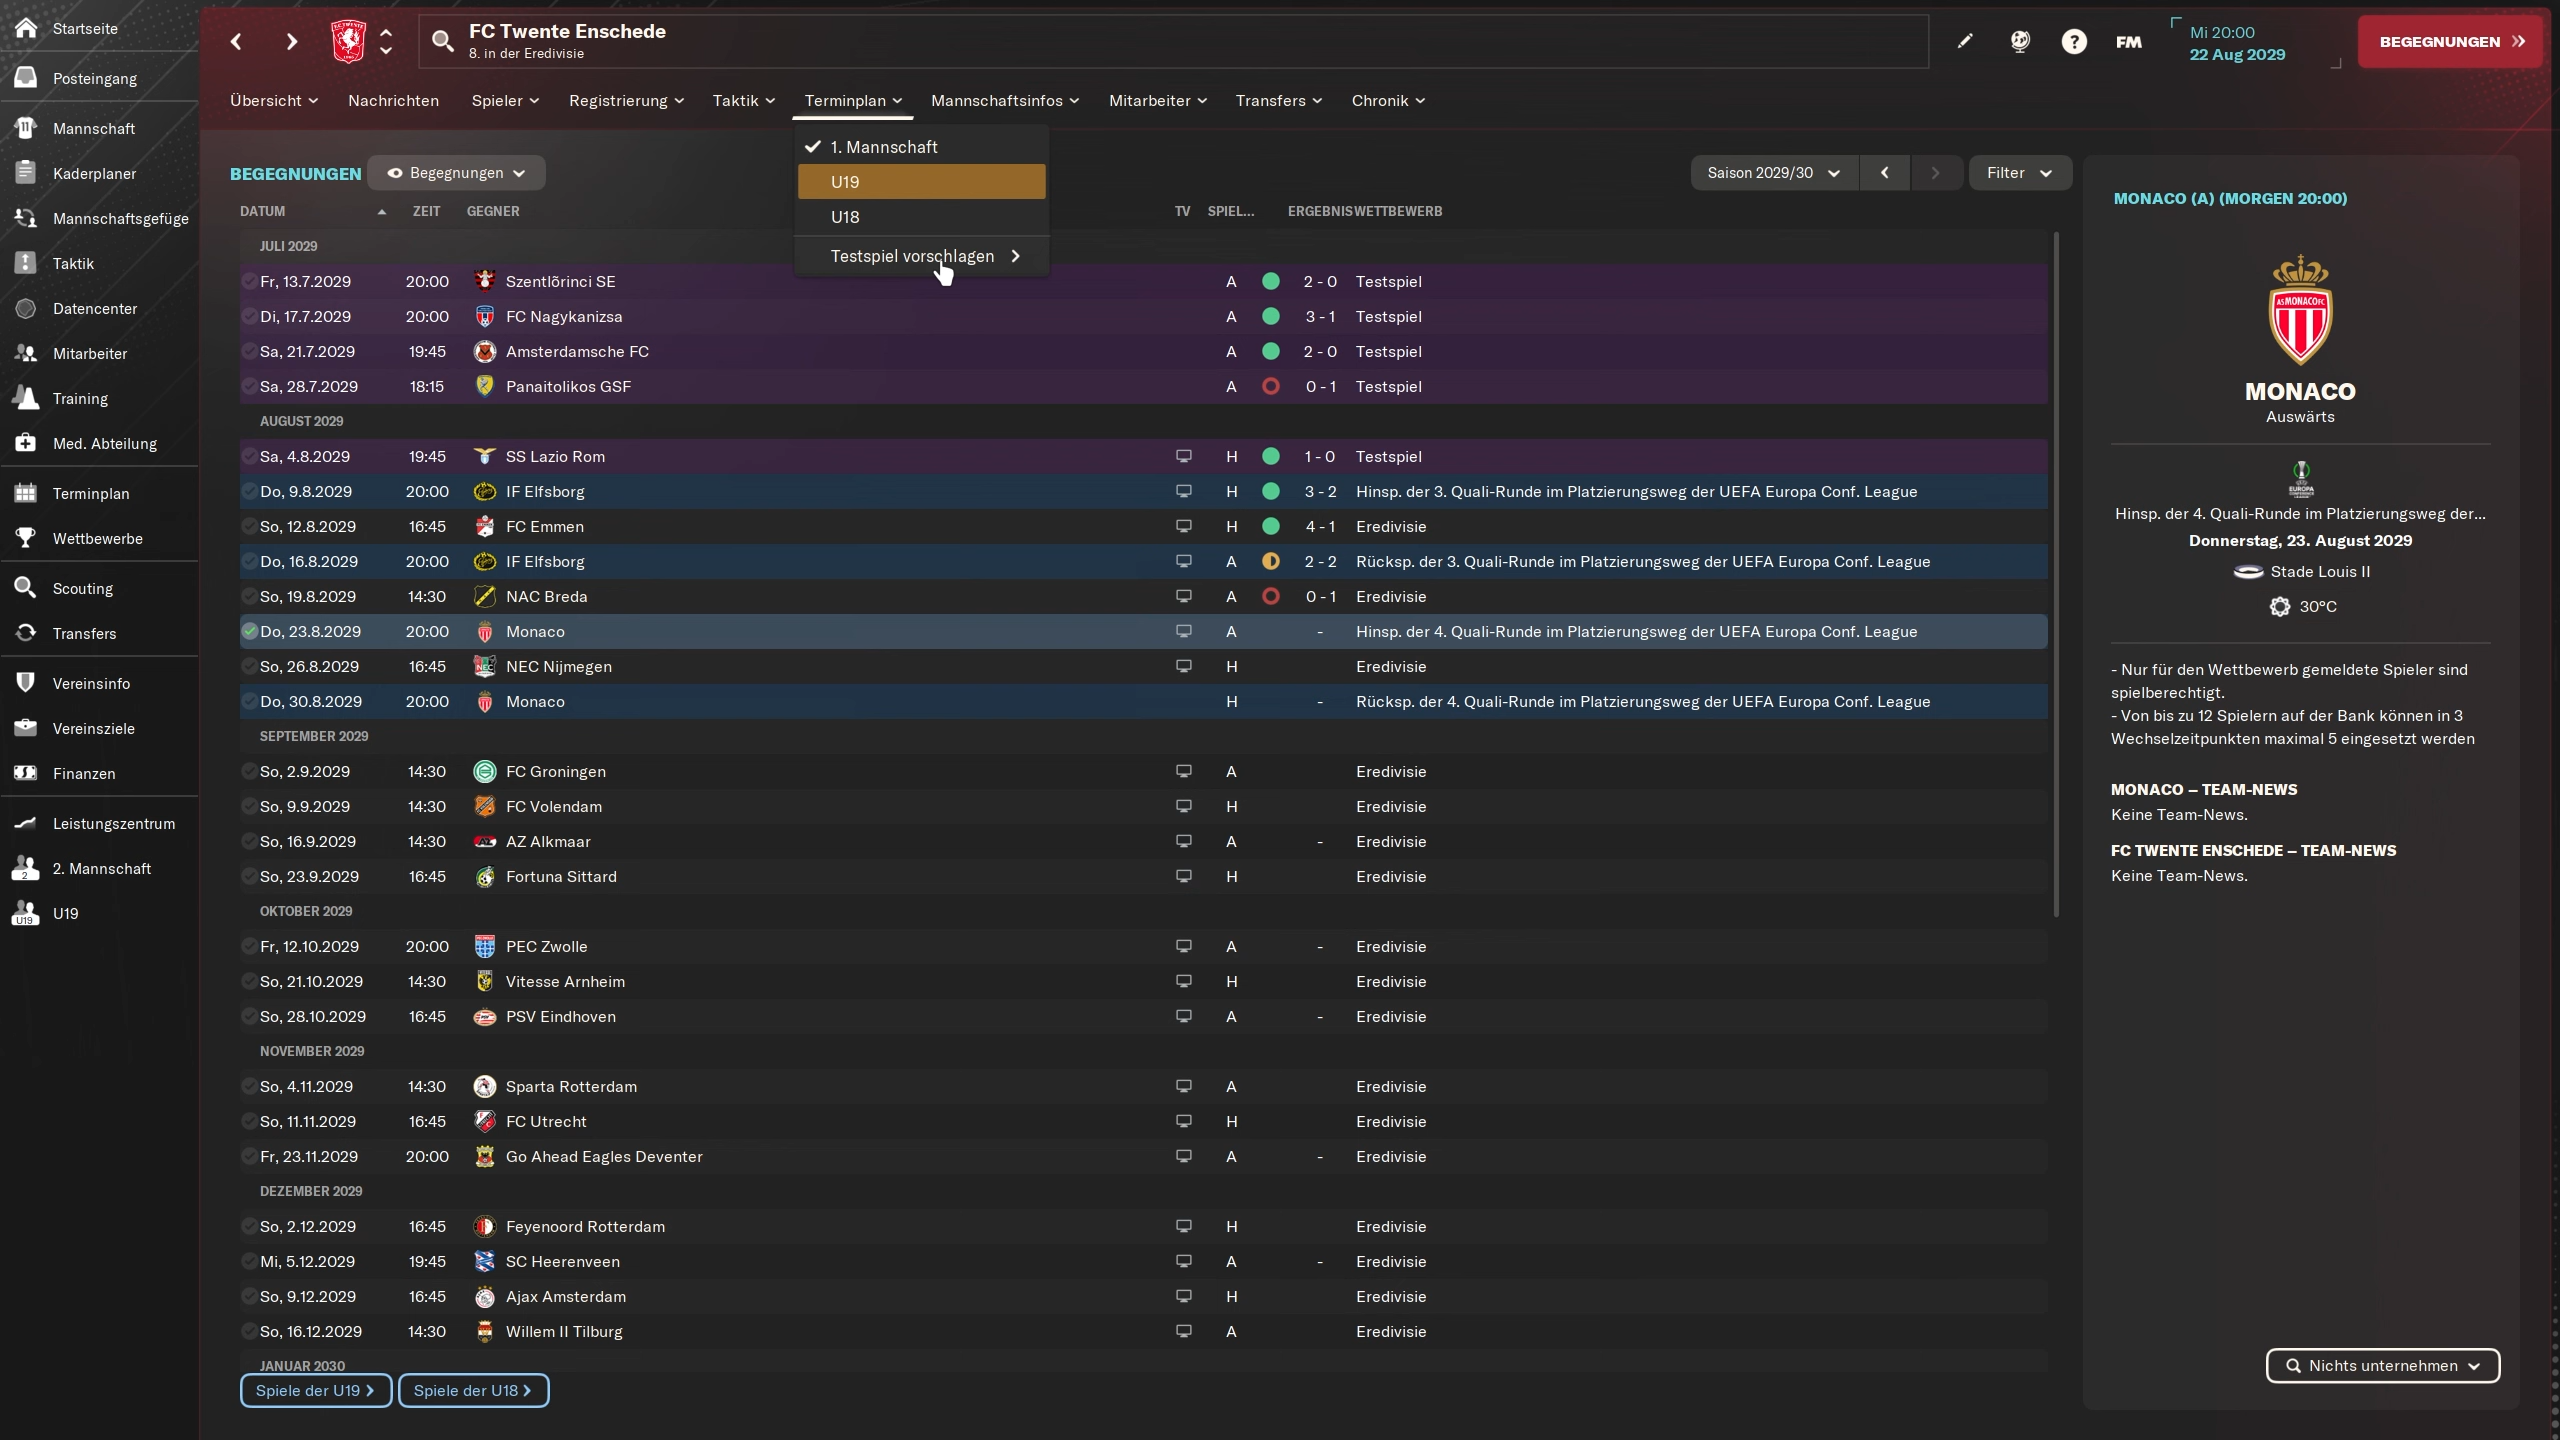 Startseite
Posteingang
Mannschaft
Kaderplaner
Mannschaftsgefüge
Taktik
Datencenter
Mitarbeiter
Training
Med. Abteilung
Terminplan
Wettbewerbe
Scouting
Transfers
Vereinsinfo
Vereinsziele
Finanzen
Leistungszentrum
2. Mannschaft
U19
FC Twente Enschede
8. in der Eredivisie
FM
Mi 20:00
22 Aug 2029
BEGEGNUNGEN
Übersicht Nachrichten Spieler Registrierung Taktik Terminplan Mannschaftsinfos Mitarbeiter Transfers Chronik
1. Mannschaft
U19
U18
Testspiel vorschlagen
BEGEGNUNGEN Begegnungen Saison 2029/30 Filter
DATUM ZEIT GEGNER TV SPIEL... ERGEBNIS WETTBEWERB
JULI 2029
Fr, 13.7.2029 20:00 Szentlõrinci SE A 2 - 0 Testspiel
Di, 17.7.2029 20:00 FC Nagykanizsa A 3 - 1 Testspiel
Sa, 21.7.2029 19:45 Amsterdamsche FC A 2 - 0 Testspiel
Sa, 28.7.2029 18:15 Panaitolikos GSF A 0 - 1 Testspiel
AUGUST 2029
Sa, 4.8.2029 19:45 SS Lazio Rom H 1 - 0 Testspiel
Do, 9.8.2029 20:00 IF Elfsborg H 3 - 2 Hinsp. der 3. Quali-Runde im Platzierungsweg der UEFA Europa Conf. League
So, 12.8.2029 16:45 FC Emmen H 4 - 1 Eredivisie
Do, 16.8.2029 20:00 IF Elfsborg A 2 - 2 Rücksp. der 3. Quali-Runde im Platzierungsweg der UEFA Europa Conf. League
So, 19.8.2029 14:30 NAC Breda A 0 - 1 Eredivisie
Do, 23.8.2029 20:00 Monaco A - Hinsp. der 4. Quali-Runde im Platzierungsweg der UEFA Europa Conf. League
So, 26.8.2029 16:45 NEC Nijmegen H Eredivisie
Do, 30.8.2029 20:00 Monaco H - Rücksp. der 4. Quali-Runde im Platzierungsweg der UEFA Europa Conf. League
SEPTEMBER 2029
So, 2.9.2029 14:30 FC Groningen A Eredivisie
So, 9.9.2029 14:30 FC Volendam H Eredivisie
So, 16.9.2029 14:30 AZ Alkmaar A - Eredivisie
So, 23.9.2029 16:45 Fortuna Sittard H Eredivisie
OKTOBER 2029
Fr, 12.10.2029 20:00 PEC Zwolle A - Eredivisie
So, 21.10.2029 14:30 Vitesse Arnheim H Eredivisie
So, 28.10.2029 16:45 PSV Eindhoven A - Eredivisie
NOVEMBER 2029
So, 4.11.2029 14:30 Sparta Rotterdam A Eredivisie
So, 11.11.2029 16:45 FC Utrecht H Eredivisie
Fr, 23.11.2029 20:00 Go Ahead Eagles Deventer A - Eredivisie
DEZEMBER 2029
So, 2.12.2029 16:45 Feyenoord Rotterdam H Eredivisie
Mi, 5.12.2029 19:45 SC Heerenveen A - Eredivisie
So, 9.12.2029 16:45 Ajax Amsterdam H Eredivisie
So, 16.12.2029 14:30 Willem II Tilburg A Eredivisie
JANUAR 2030
Spiele der U19 Spiele der U18
MONACO (A) (MORGEN 20:00)
AS MONACO FC
MONACO
Auswärts
EUROPA
CONFERENCE
LEAGUE
Hinsp. der 4. Quali-Runde im Platzierungsweg der...
Donnerstag, 23. August 2029
Stade Louis II
30°C
- Nur für den Wettbewerb gemeldete Spieler sind
spielberechtigt.
- Von bis zu 12 Spielern auf der Bank können in 3
Wechselzeitpunkten maximal 5 eingesetzt werden
MONACO – TEAM-NEWS
Keine Team-News.
FC TWENTE ENSCHEDE – TEAM-NEWS
Keine Team-News.
Nichts unternehmen